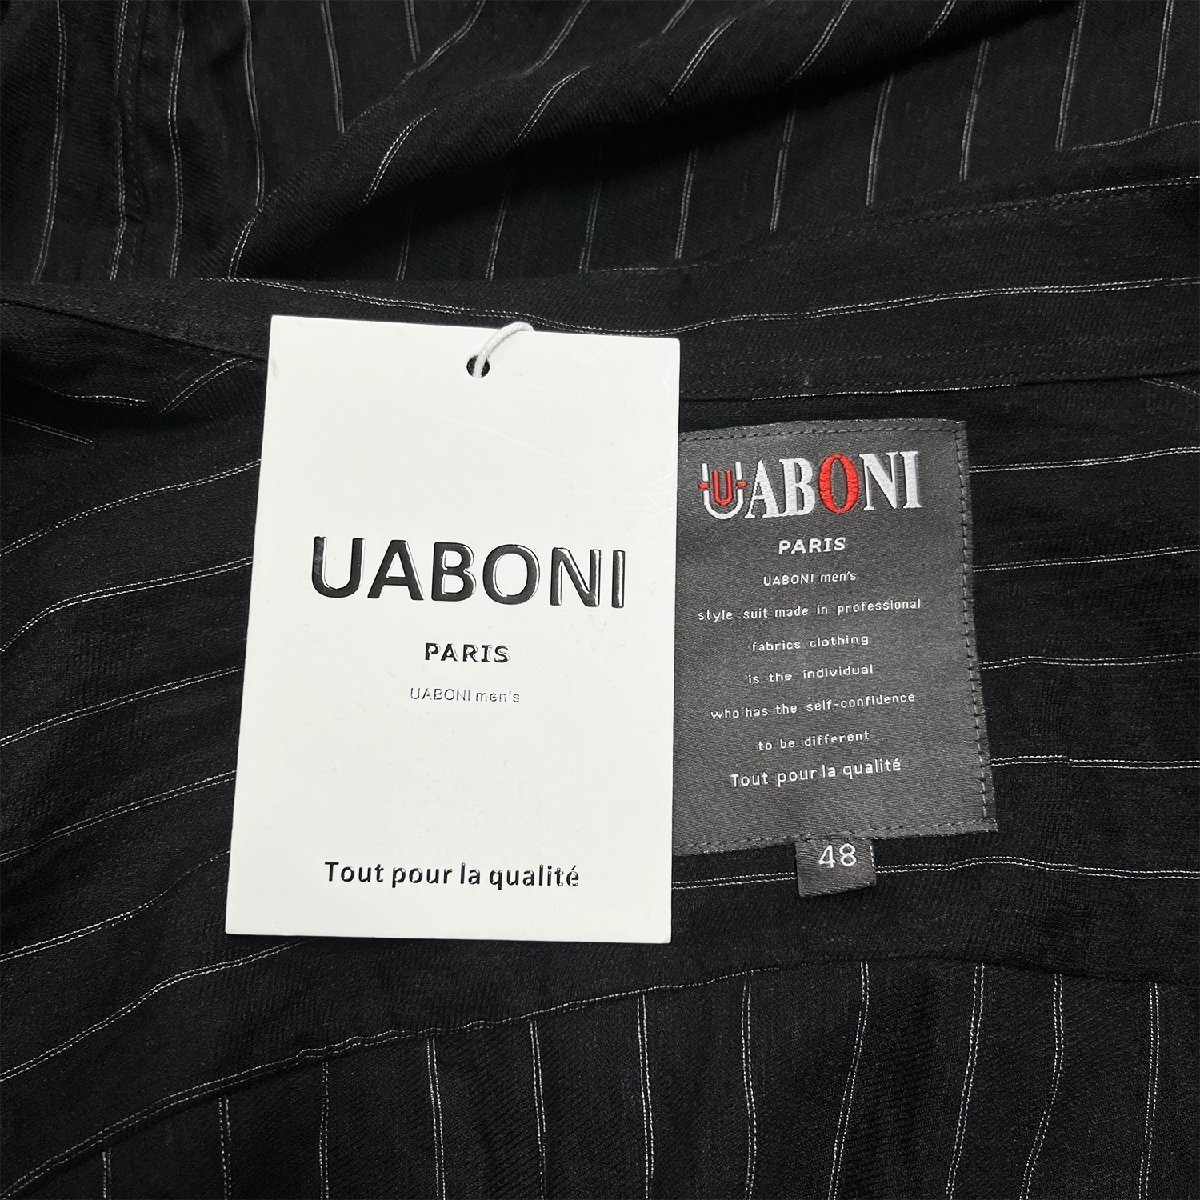 UABONI
PARIS
UABONI men's
Tout pour la qualité
UABONI
PARIS
UABONI men's
style suit made in professional
fabrics clothing
is the individual
who has the self-confidence
to be different
Tout pour la qualité
48